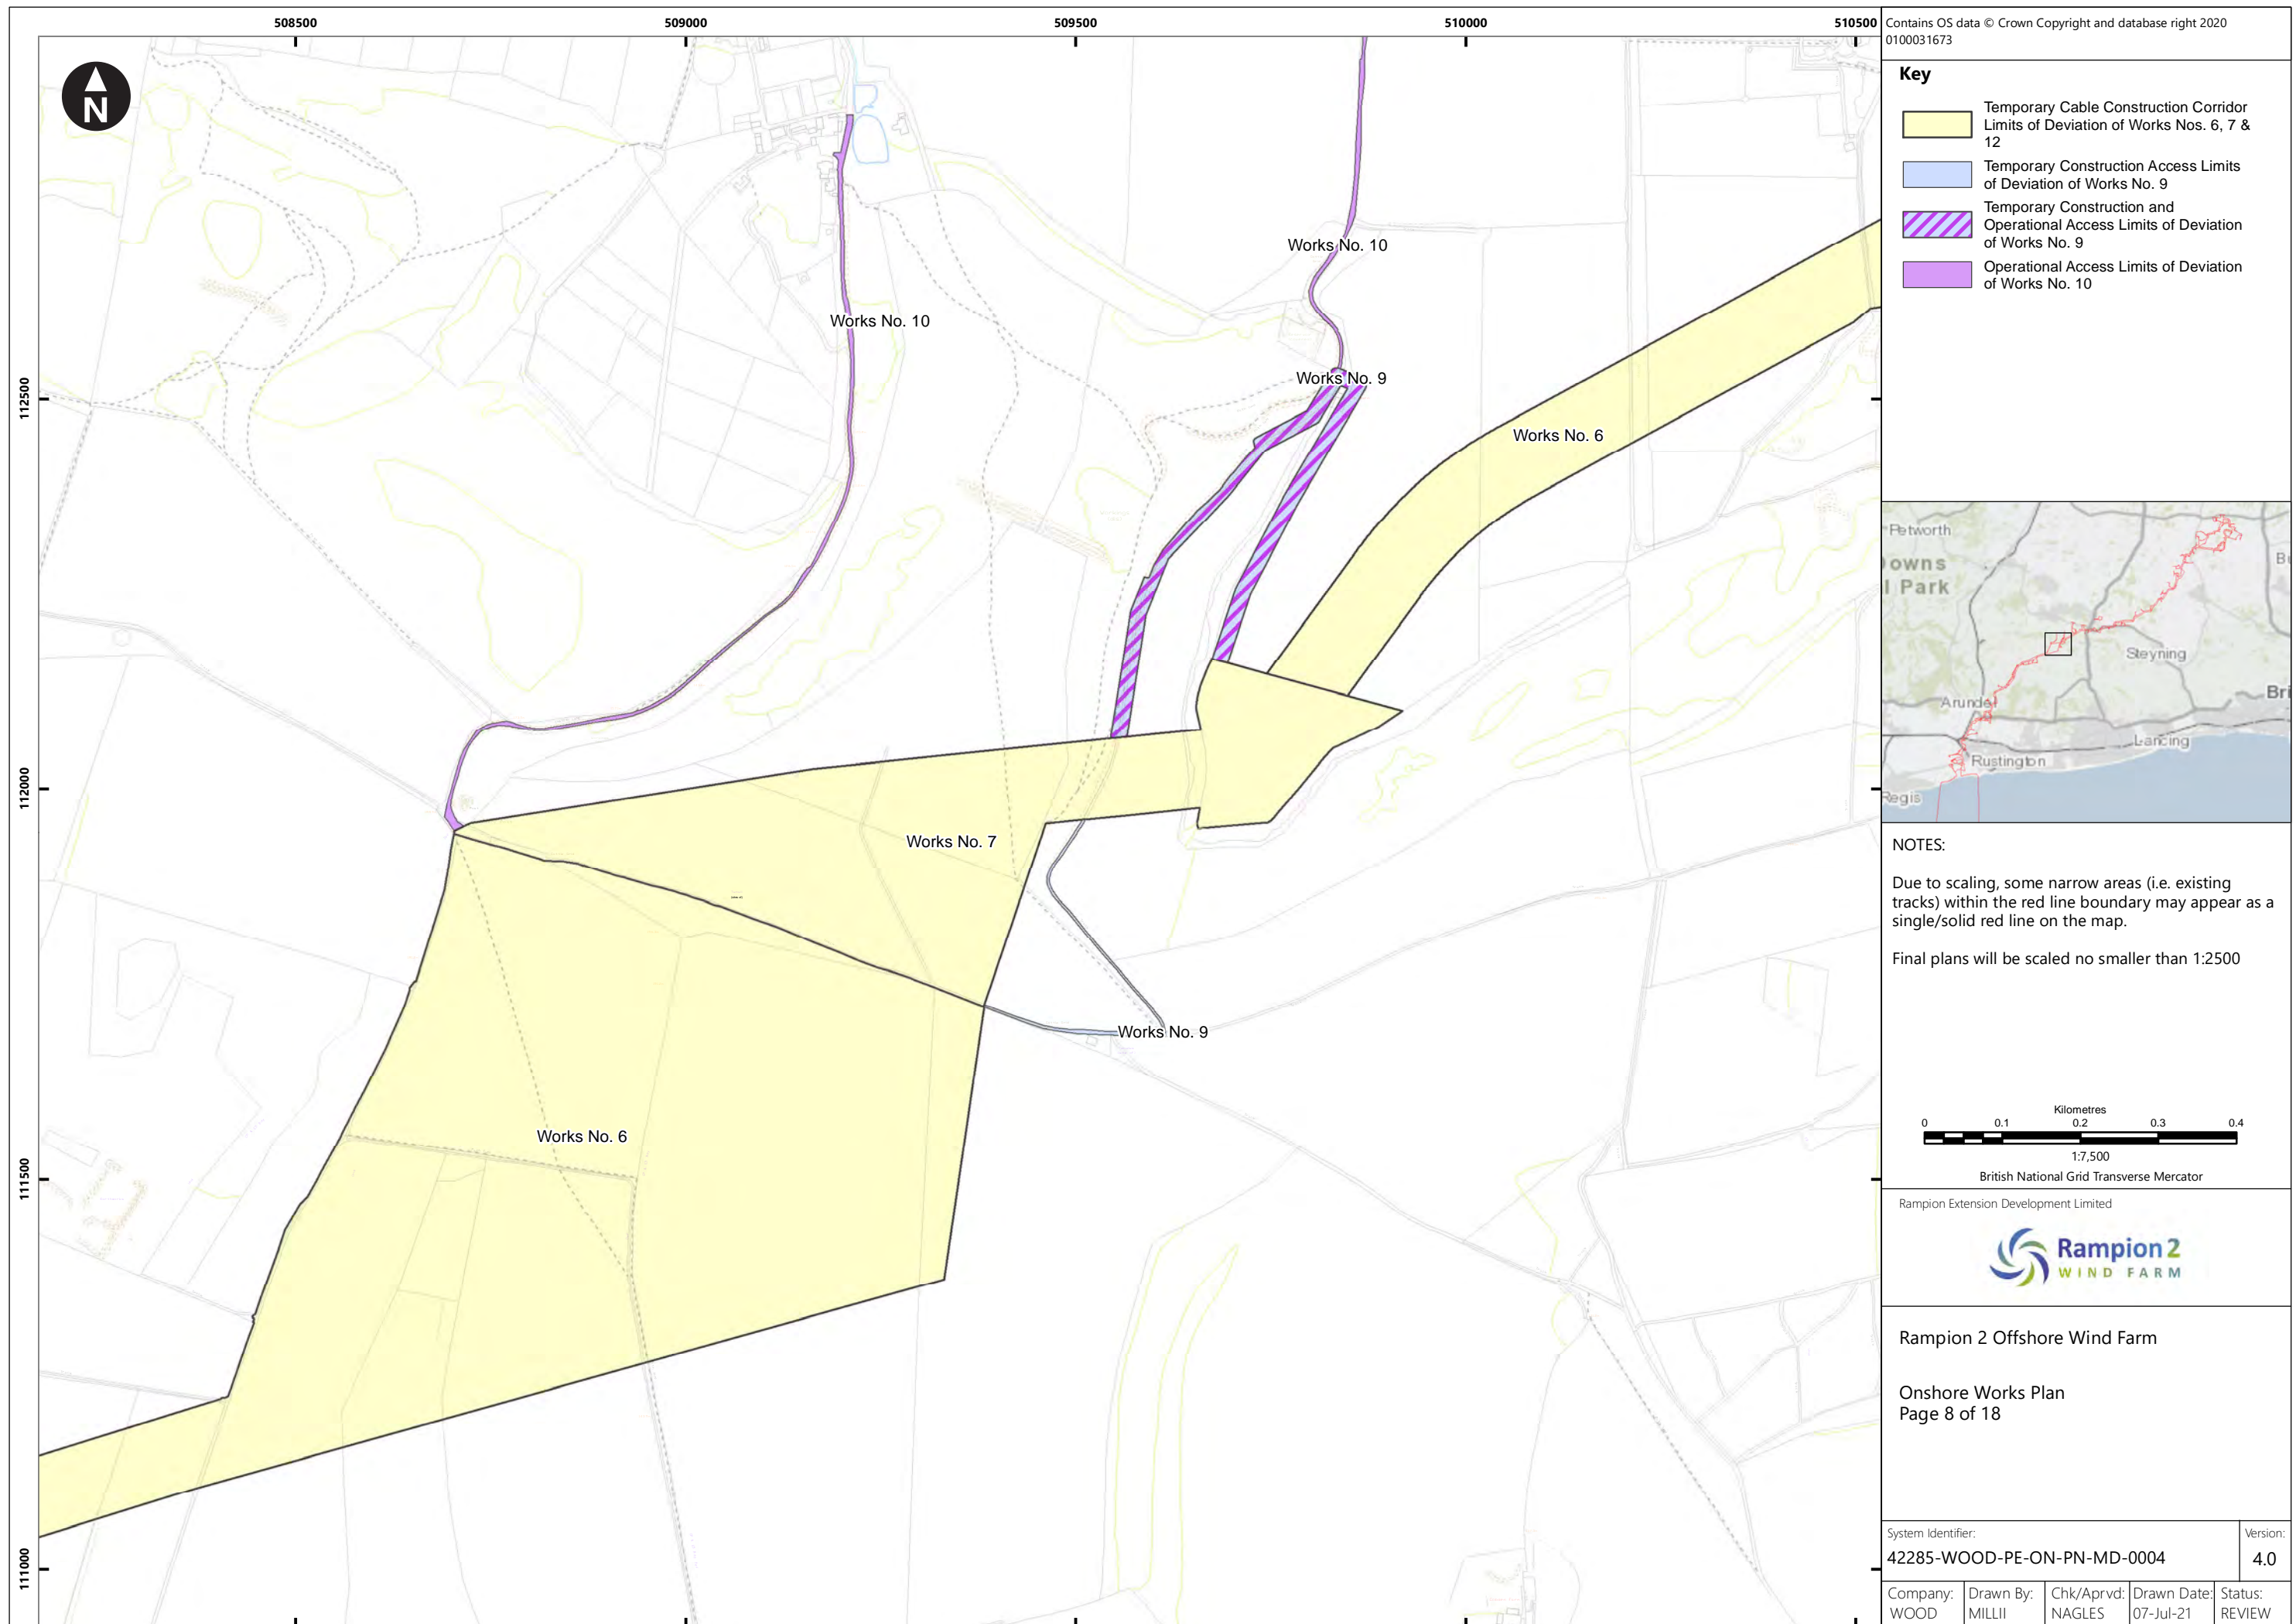 508500
509000
509500
510000
510500
112500
112000
111500
111000
N
Works No. 10
Works No. 10
Works No. 9
Works No. 6
Works No. 7
Works No. 9
Works No. 6
Contains OS data © Crown Copyright and database right 2020
0100031673
Key
Temporary Cable Construction Corridor
Limits of Deviation of Works Nos. 6, 7 &
12
Temporary Construction Access Limits
of Deviation of Works No. 9
Temporary Construction and
Operational Access Limits of Deviation
of Works No. 9
Operational Access Limits of Deviation
of Works No. 10
Petworth
owns
l Park
Steyning
Arundel
Bri
Lancing
Rustington
Regis
NOTES:
Due to scaling, some narrow areas (i.e. existing
tracks) within the red line boundary may appear as a
single/solid red line on the map.
Final plans will be scaled no smaller than 1:2500
Kilometres
0 0.1 0.2 0.3 0.4
1:7,500
British National Grid Transverse Mercator
Rampion Extension Development Limited
Rampion 2
WIND FARM
Rampion 2 Offshore Wind Farm
Onshore Works Plan
Page 8 of 18
System Identifier:
42285-WOOD-PE-ON-PN-MD-0004
Version:
4.0
Company:
WOOD
Drawn By:
MILLII
Chk/Aprvd:
NAGLES
Drawn Date:
07-Jul-21
Status:
REVIEW